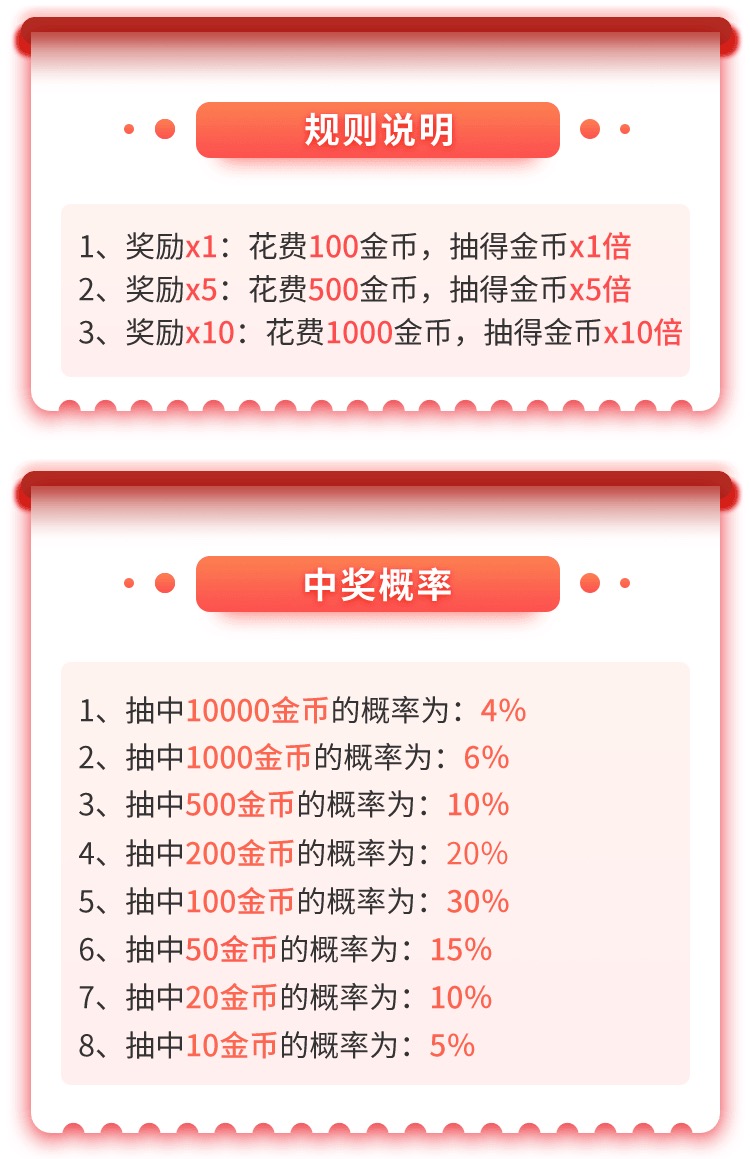 规则说明
1、奖励x1：花费100金币，抽得金币x1倍
2、奖励x5：花费500金币，抽得金币x5倍
3、奖励x10：花费1000金币，抽得金币x10倍
中奖概率
1、抽中10000金币的概率为：4%
2、抽中1000金币的概率为：6%
3、抽中500金币的概率为：10%
4、抽中200金币的概率为：20%
5、抽中100金币的概率为：30%
6、抽中50金币的概率为：15%
7、抽中20金币的概率为：10%
8、抽中10金币的概率为：5%